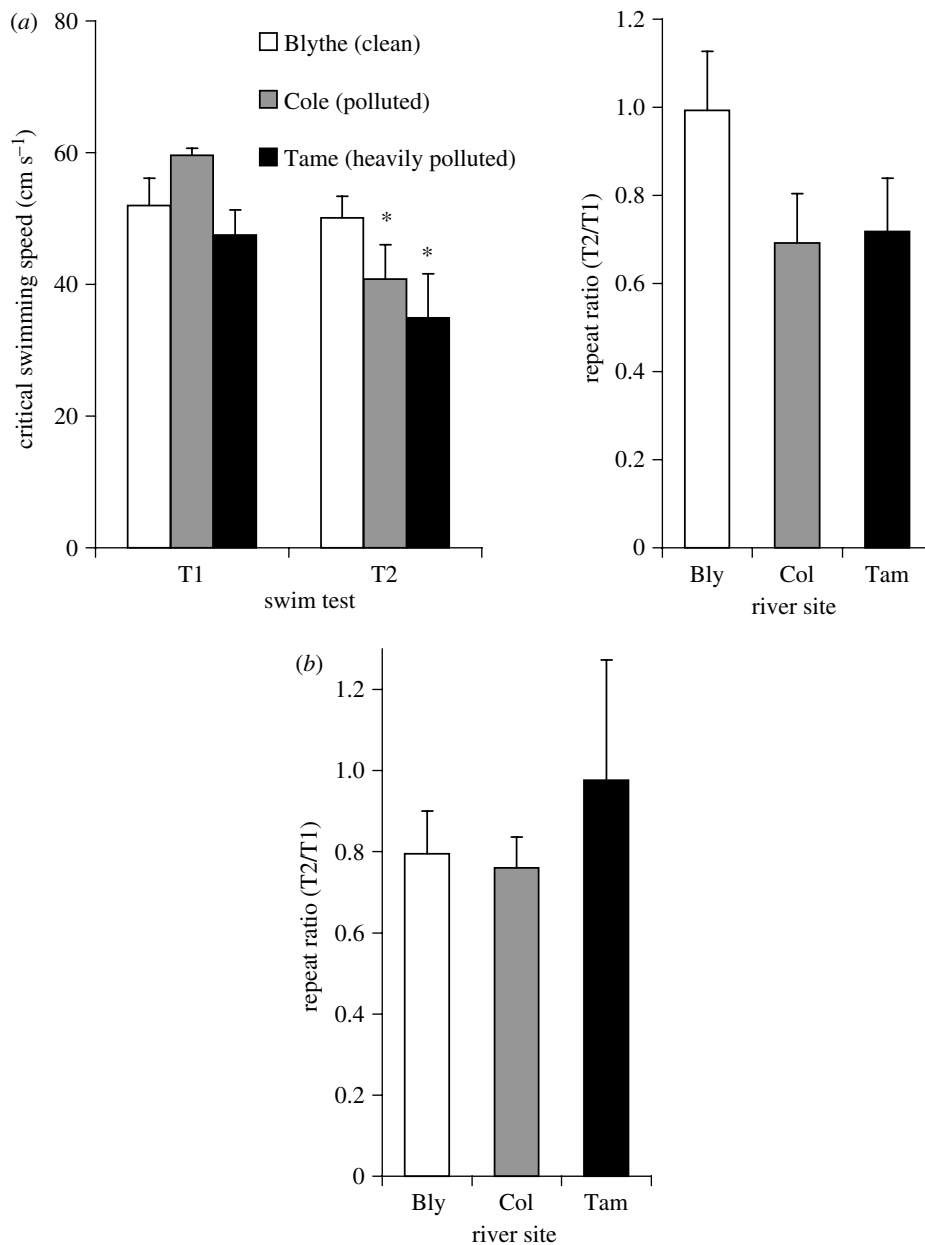 (a)
80
60
40
20
0
critical swimming speed (cm s⁻¹)
Blythe (clean)
Cole (polluted)
Tame (heavily polluted)
*
*
T1 T2
swim test
1.2
1.0
0.8
0.6
0.4
0.2
0
repeat ratio (T2/T1)
Bly Col Tam
river site
(b)
1.2
1.0
0.8
0.6
0.4
0.2
0
repeat ratio (T2/T1)
Bly Col Tam
river site